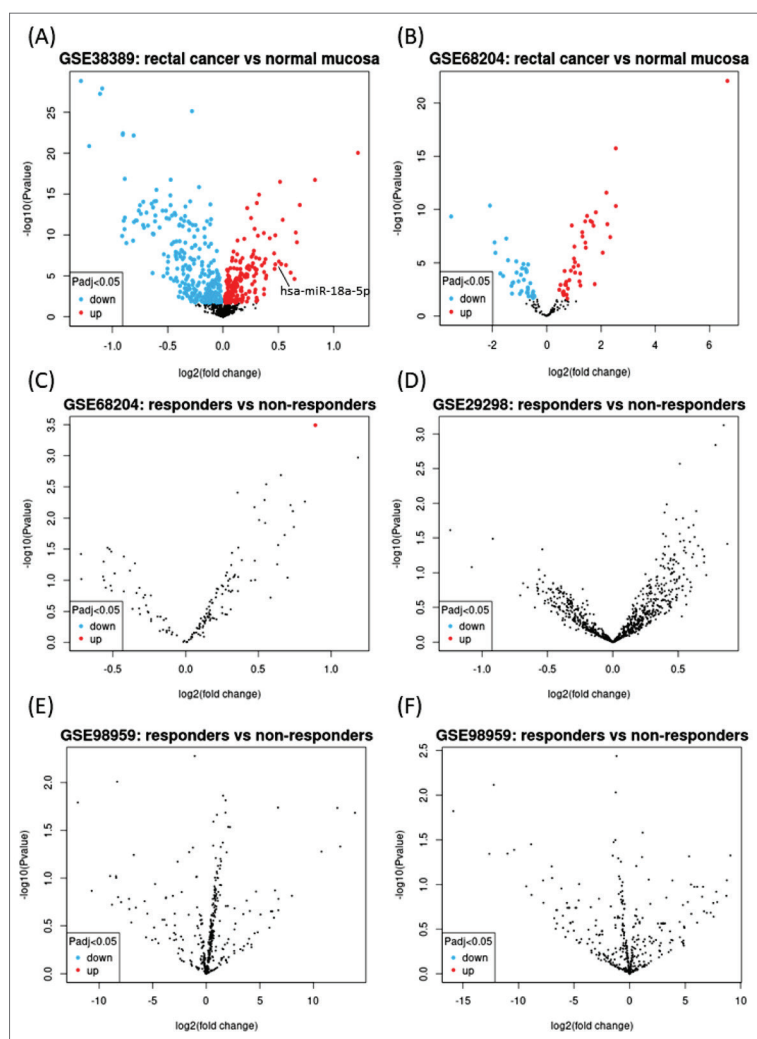 (A)
GSE38389: rectal cancer vs normal mucosa
-log10(Pvalue)
25
20
15
10
5
0
Padj<0.05
down
up
hsa-miR-18a-5p
-1.0
-0.5
0.0
0.5
1.0
log2(fold change)
(B)
GSE68204: rectal cancer vs normal mucosa
-log10(Pvalue)
20
15
10
5
0
Padj<0.05
down
up
-2
0
2
4
6
log2(fold change)
(C)
GSE68204: responders vs non-responders
-log10(Pvalue)
3.5
3.0
2.5
2.0
1.5
1.0
0.5
0.0
Padj<0.05
down
up
-0.5
0.0
0.5
1.0
log2(fold change)
(D)
GSE29298: responders vs non-responders
-log10(Pvalue)
3.0
2.5
2.0
1.5
1.0
0.5
0.0
Padj<0.05
down
up
-1.0
-0.5
0.0
0.5
log2(fold change)
(E)
GSE98959: responders vs non-responders
-log10(Pvalue)
2.0
1.5
1.0
0.5
0.0
Padj<0.05
down
up
-10
-5
0
5
10
log2(fold change)
(F)
GSE98959: responders vs non-responders
-log10(Pvalue)
2.5
2.0
1.5
1.0
0.5
0.0
Padj<0.05
down
up
-15
-10
-5
0
5
10
log2(fold change)